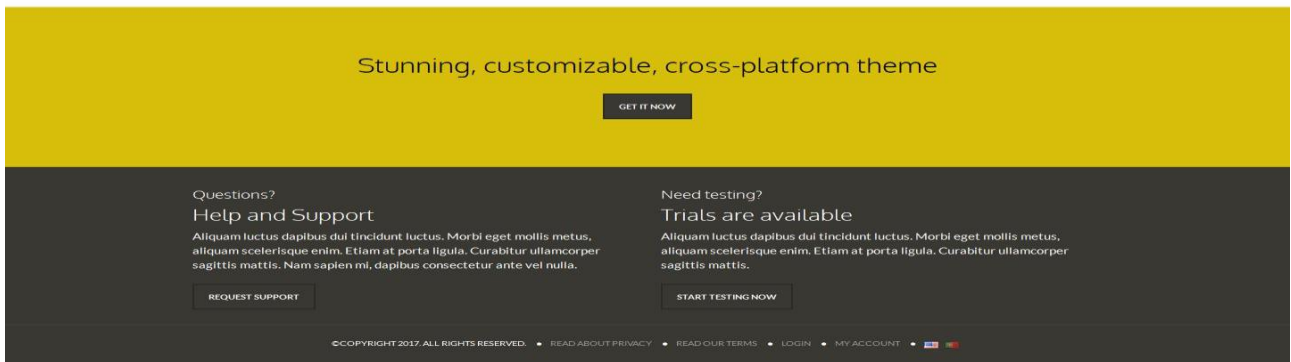 Stunning, customizable, cross-platform theme
GET IT NOW
Questions?
Help and Support
Aliquam luctus dapibus dui tincidunt luctus. Morbi eget mollis metus,
aliquam scelerisque enim. Etiam at porta ligula. Curabitur ullamcorper
sagittis mattis. Nam sapien mi, dapibus consectetur ante vel nulla.
REQUEST SUPPORT
Need testing?
Trials are available
Aliquam luctus dapibus dui tincidunt luctus. Morbi eget mollis metus,
aliquam scelerisque enim. Etiam at porta ligula. Curabitur ullamcorper
sagittis mattis.
START TESTING NOW
©COPYRIGHT 2017. ALL RIGHTS RESERVED. • READ ABOUT PRIVACY • READ OUR TERMS • LOGIN • MY ACCOUNT •